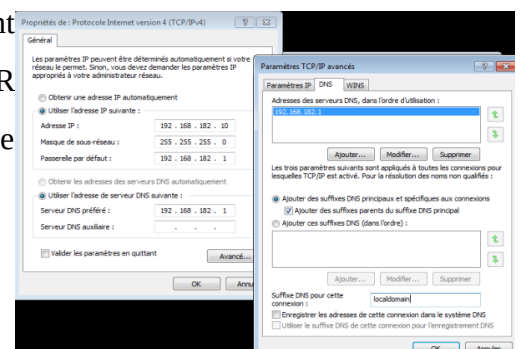 nt
R
e
Propriétés de : Protocole Internet version 4 (TCP/IPv4)
Général
Les paramètres IP peuvent être déterminés automatiquement si votre
réseau le permet. Sinon, vous devez demander les paramètres IP
appropriés à votre administrateur réseau.
Obtenir une adresse IP automatiquement
Utiliser l'adresse IP suivante :
Adresse IP : 192 . 168 . 182 . 10
Masque de sous-réseau : 255 . 255 . 255 . 0
Passerelle par défaut : 192 . 168 . 182 . 1
Obtenir les adresses des serveurs DNS automatiquement
Utiliser l'adresse de serveur DNS suivante :
Serveur DNS préféré : 192 . 168 . 182 . 1
Serveur DNS auxiliaire : . . .
Valider les paramètres en quittant
Avancé...
OK
Annu
Paramètres TCP/IP avancés
Paramètres IP DNS WINS
Adresses des serveurs DNS, dans l'ordre d'utilisation :
192.168.182.1
Ajouter... Modifier... Supprimer
Les trois paramètres suivants sont appliqués à toutes les connexions pour
lesquelles TCP/IP est activé. Pour la résolution des noms non qualifiés :
Ajouter des suffixes DNS principaux et spécifiques aux connexions
Ajouter des suffixes parents du suffixe DNS principal
Ajouter ces suffixes DNS (dans l'ordre) :
Ajouter... Modifier... Supprimer
Suffixe DNS pour cette
connexion : localdomain
Enregistrer les adresses de cette connexion dans le système DNS
Utiliser le suffixe DNS de cette connexion pour l'enregistrement DNS
OK Annuler